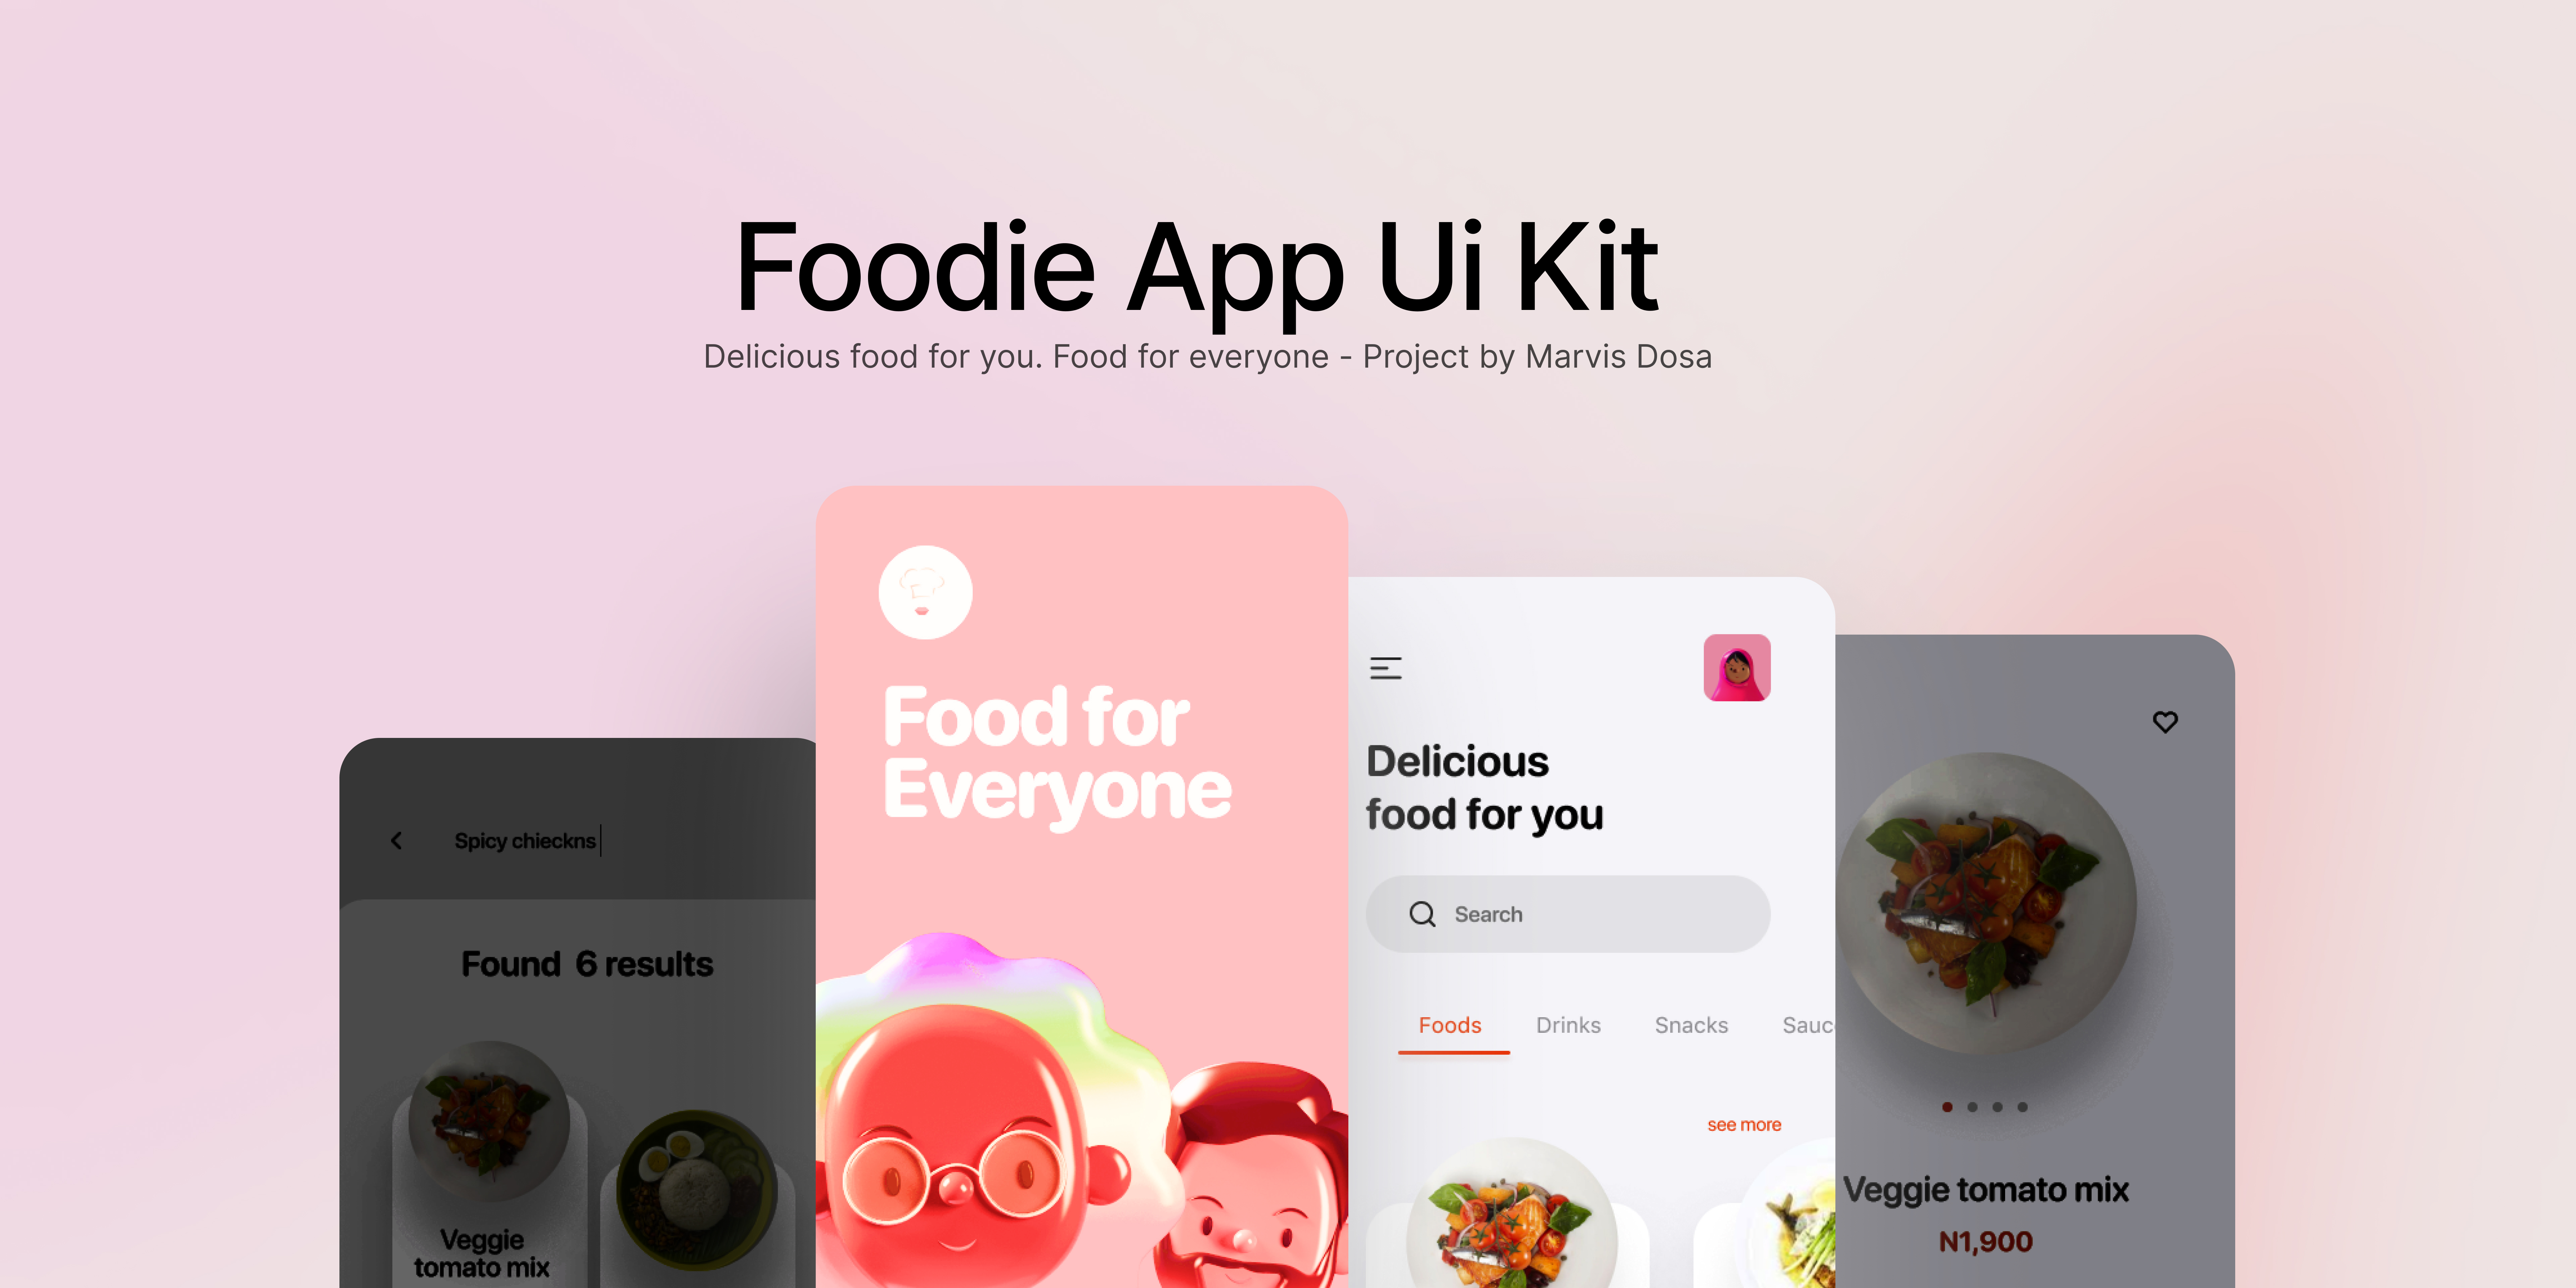 Foodie App Ui Kit
Delicious food for you. Food for everyone - Project by Marvis Dosa
Spicy chieckns
Found 6 results
Veggie
tomato mix
Food for
Everyone
Delicious
food for you
Search
Foods Drinks Snacks Sauc
see more
Veggie tomato mix
N1,900